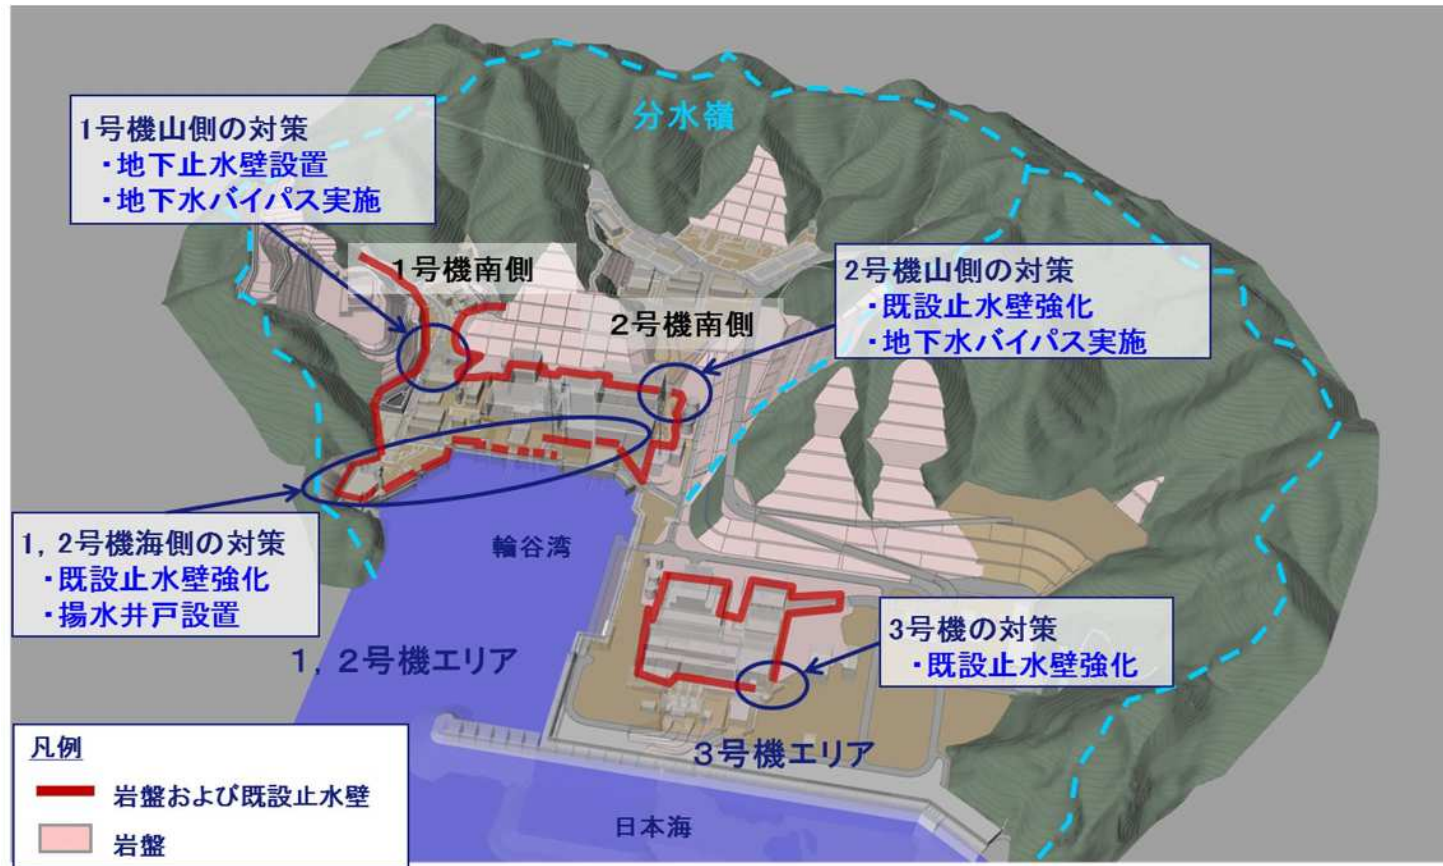 分水嶺
1号機山側の対策
・地下止水壁設置
・地下水バイパス実施
1号機南側
2号機山側の対策
・既設止水壁強化
・地下水バイパス実施
2号機南側
1，2号機海側の対策
・既設止水壁強化
・揚水井戸設置
輪谷湾
1，2号機エリア
3号機の対策
・既設止水壁強化
3号機エリア
日本海
凡例
岩盤および既設止水壁
岩盤